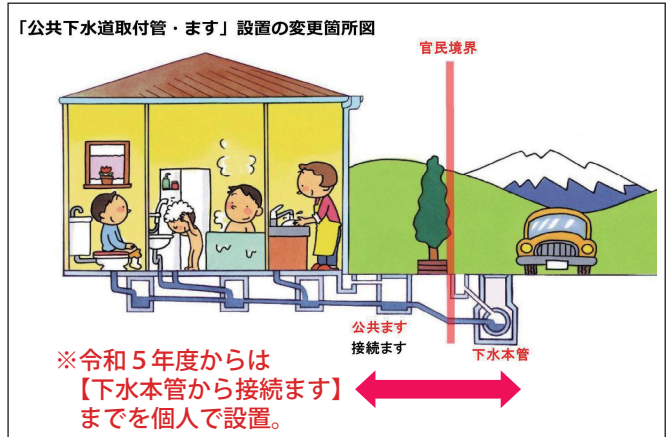 「公共下水道取付管・ます」設置の変更箇所図
官民境界
公共ます
接続ます
下水本管
※令和５年度からは
【下水本管から接続ます】
までを個人で設置。